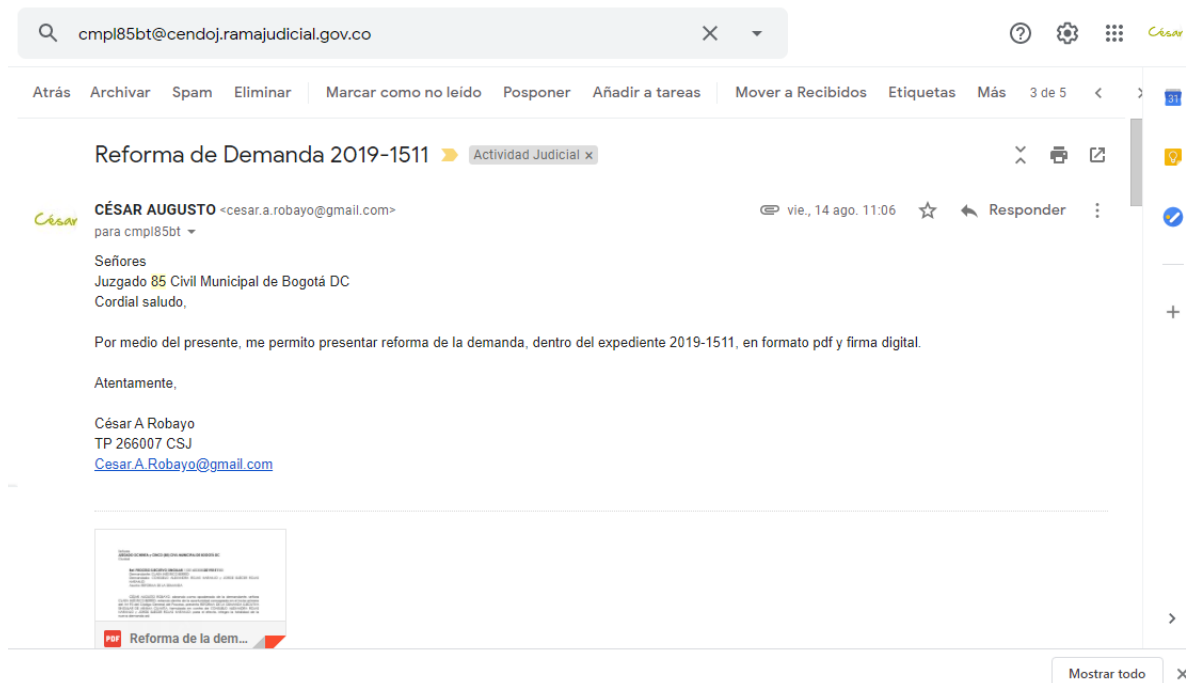 cmpl85bt@cendoj.ramajudicial.gov.co
César
Atrás Archivar Spam Eliminar Marcar como no leído Posponer Añadir a tareas Mover a Recibidos Etiquetas Más 3 de 5
31
Reforma de Demanda 2019-1511 Actividad Judicial x
César
CÉSAR AUGUSTO <cesar.a.robayo@gmail.com> vie., 14 ago. 11:06 Responder
para cmpl85bt
Señores
Juzgado 85 Civil Municipal de Bogotá DC
Cordial saludo,
Por medio del presente, me permito presentar reforma de la demanda, dentro del expediente 2019-1511, en formato pdf y firma digital.
Atentamente,
César A Robayo
TP 266007 CSJ
Cesar.A.Robayo@gmail.com
PDF Reforma de la dem...
Mostrar todo